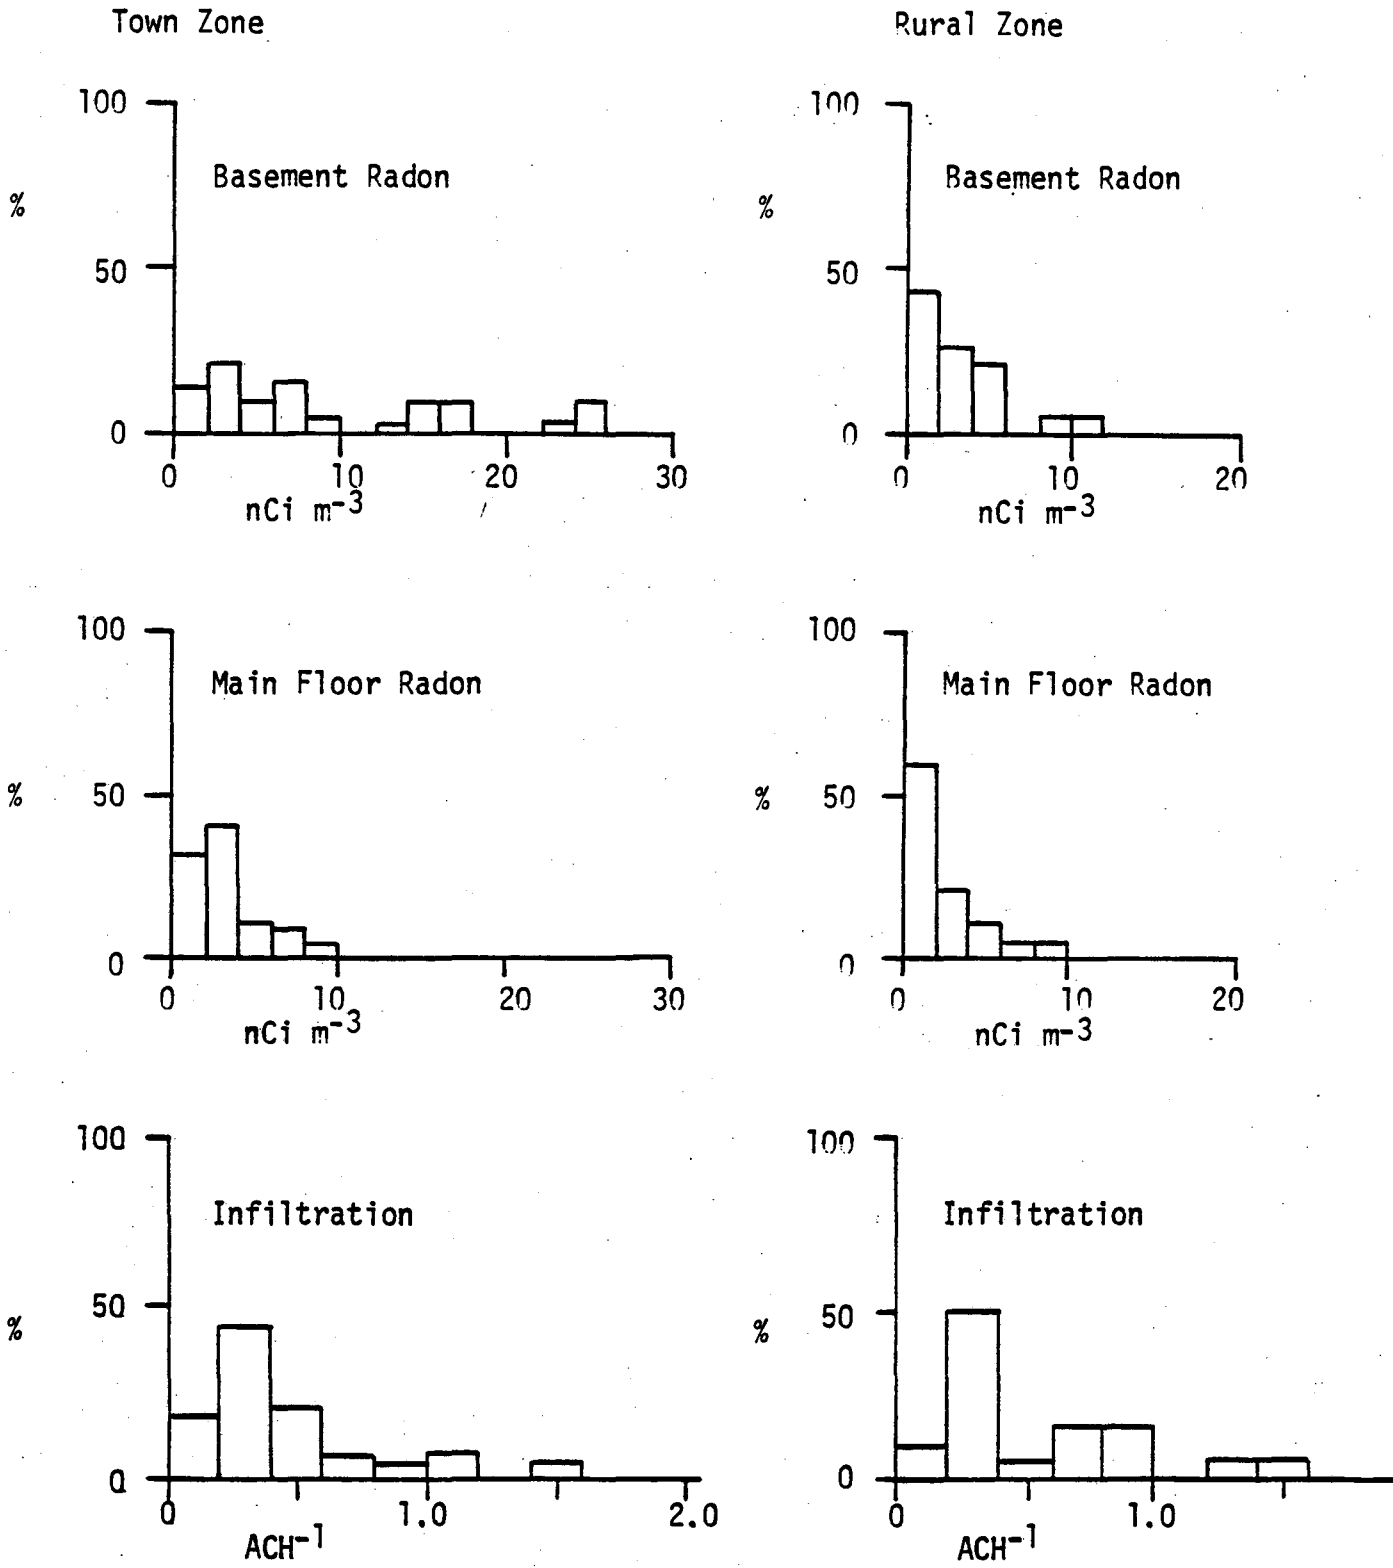 Town Zone
Rural Zone
100
Basement Radon
%
50
0
0 10 20 30
nCi m-3
100
Basement Radon
%
50
0
0 10 20
nCi m-3
100
Main Floor Radon
%
50
0
0 10 20 30
nCi m-3
100
Main Floor Radon
%
50
0
0 10 20
nCi m-3
100
Infiltration
%
50
0
0 1.0 2.0
ACH-1
100
Infiltration
%
50
0
0 1.0
ACH-1